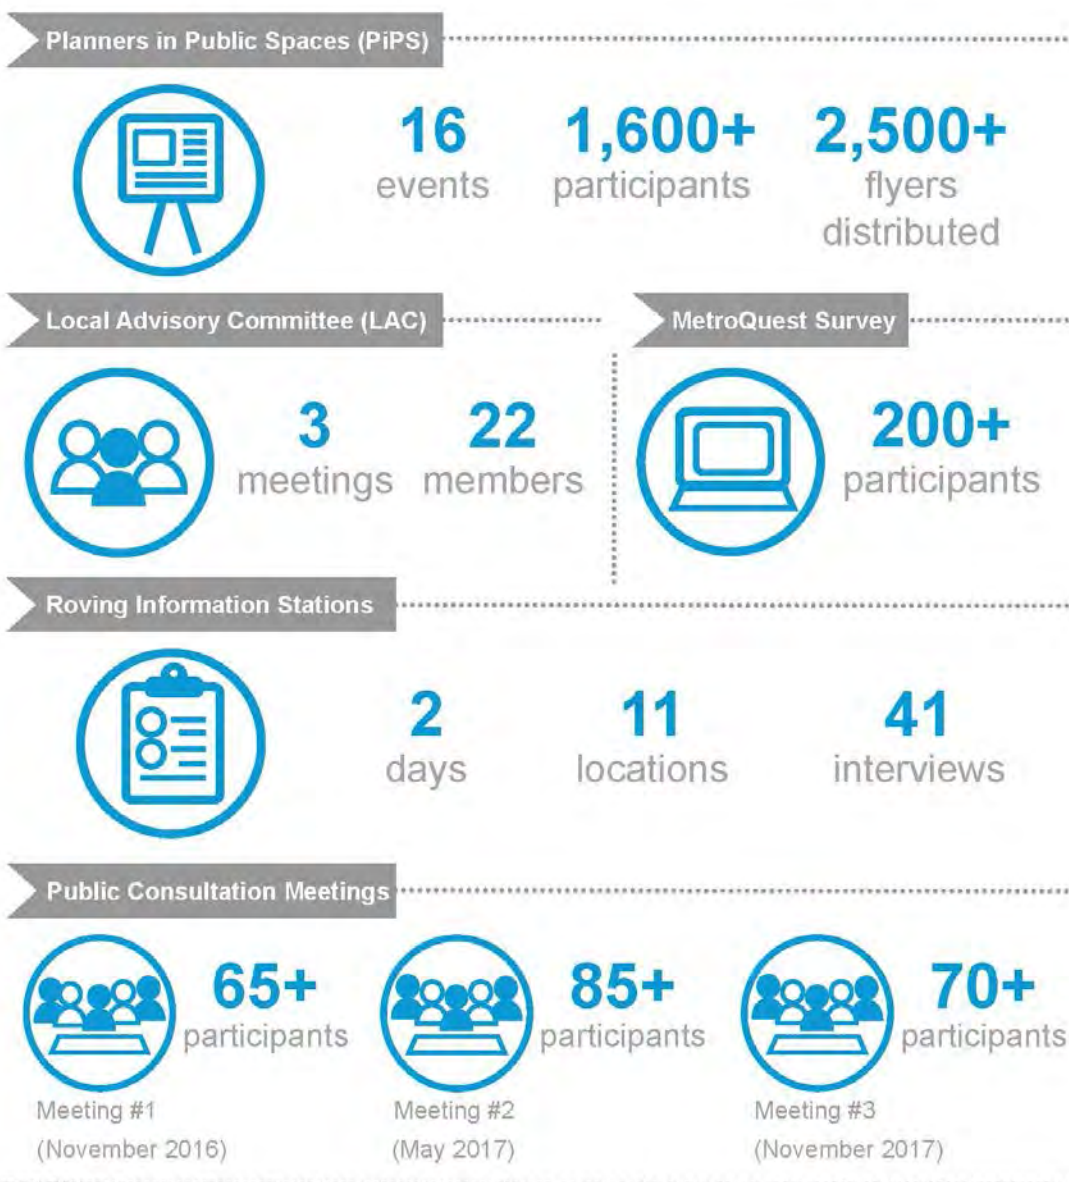 Planners in Public Spaces (PiPS)
16
events
1,600+
participants
2,500+
flyers
distributed
Local Advisory Committee (LAC)
3
meetings
22
members
MetroQuest Survey
200+
participants
Roving Information Stations
2
days
11
locations
41
interviews
Public Consultation Meetings
65+
participants
Meeting #1
(November 2016)
85+
participants
Meeting #2
(May 2017)
70+
participants
Meeting #3
(November 2017)